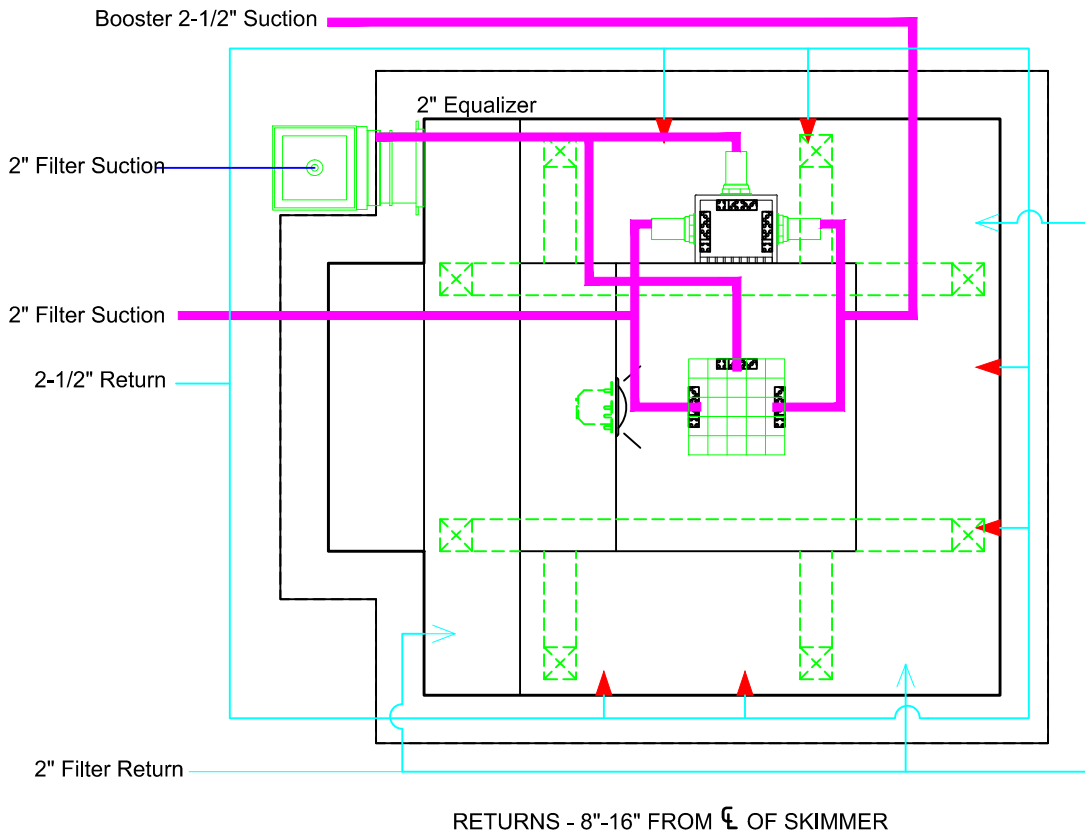 Booster 2-1/2" Suction
2" Equalizer
2" Filter Suction
2" Filter Suction
2-1/2" Return
2" Filter Return
RETURNS - 8"-16" FROM ℄ OF SKIMMER